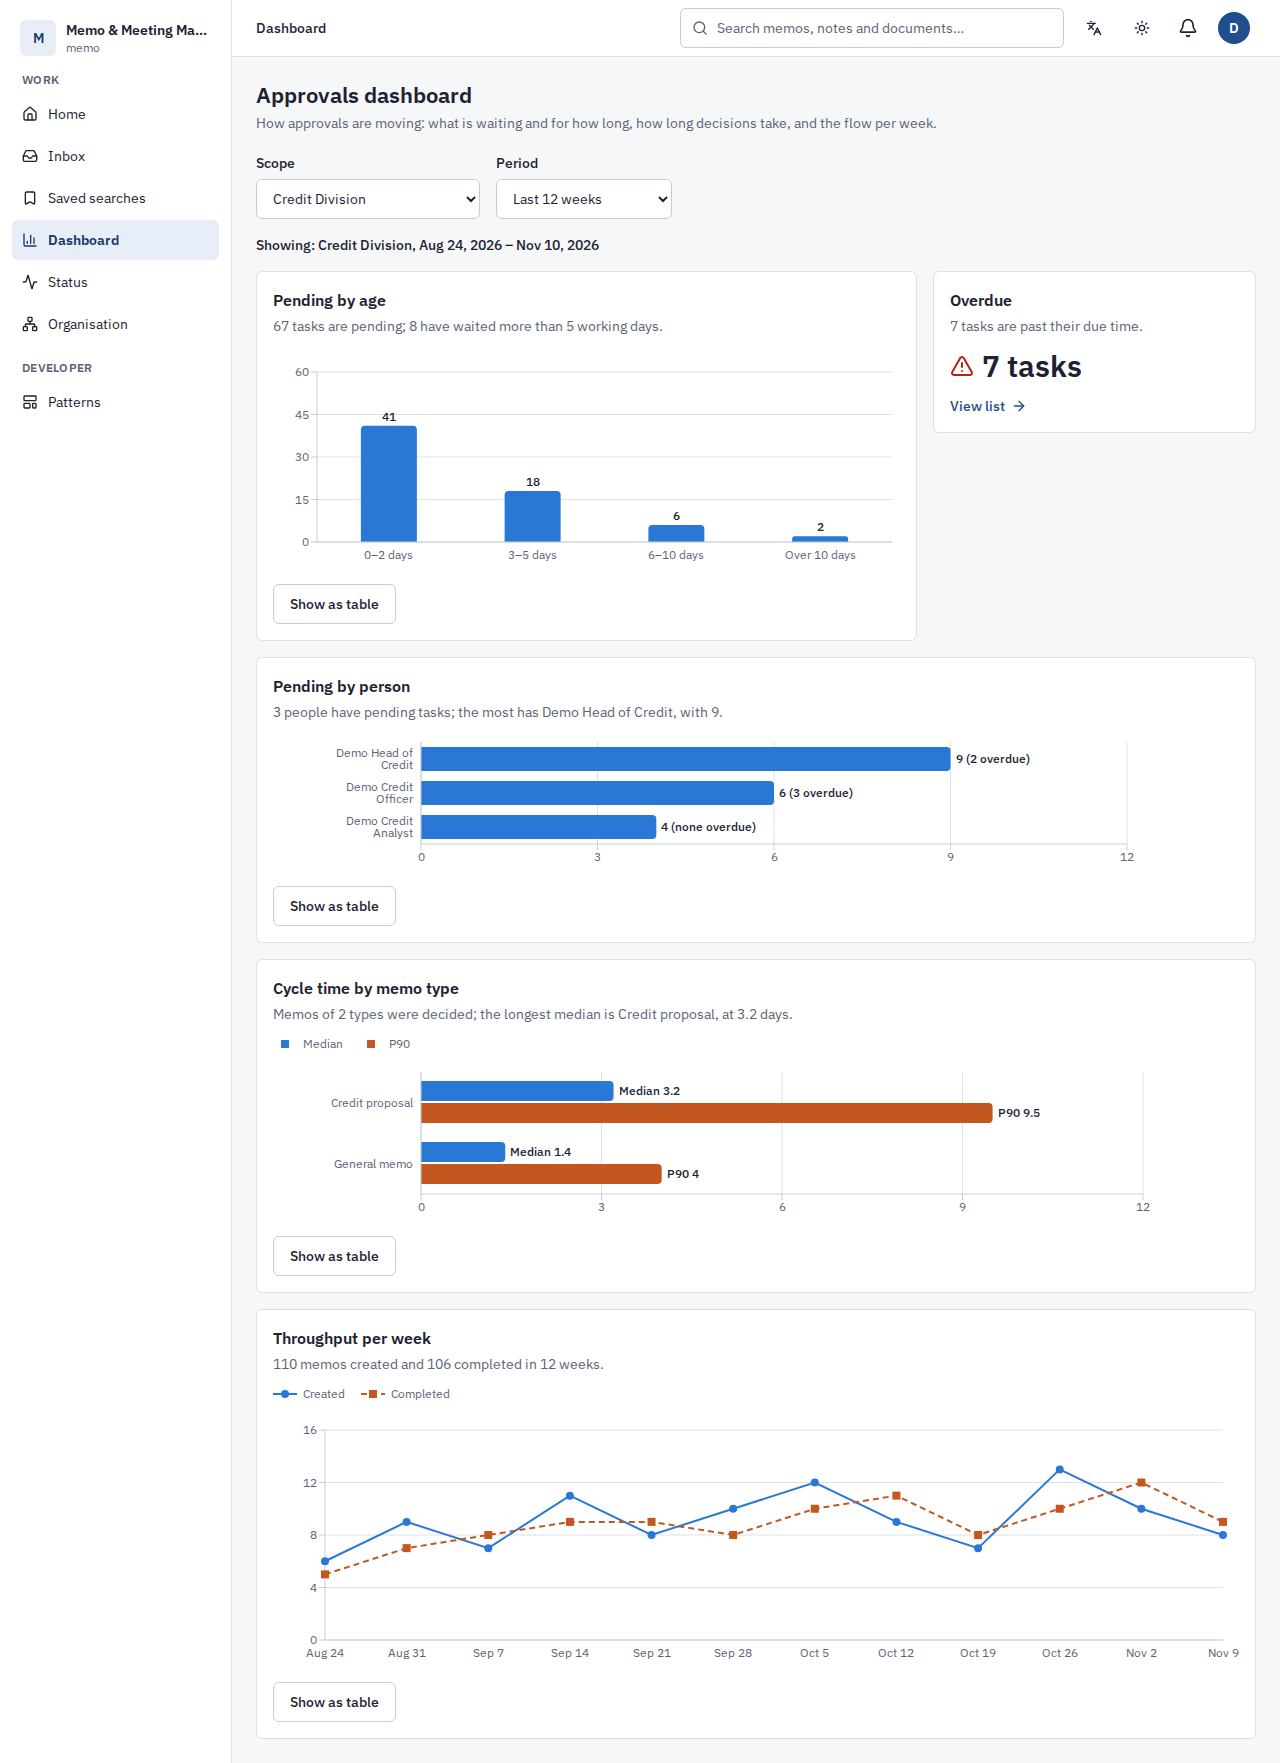 M
Memo & Meeting Ma...
memo
WORK
Home
Inbox
Saved searches
Dashboard
Status
Organisation
DEVELOPER
Patterns
Dashboard
Search memos, notes and documents...
D
Approvals dashboard
How approvals are moving: what is waiting and for how long, how long decisions take, and the flow per week.
Scope
Period
Credit Division
Last 12 weeks
Showing: Credit Division, Aug 24, 2026 – Nov 10, 2026
Pending by age
67 tasks are pending; 8 have waited more than 5 working days.
60
45
30
15
0
41
18
6
2
0–2 days
3–5 days
6–10 days
Over 10 days
Show as table
Overdue
7 tasks are past their due time.
7 tasks
View list
Pending by person
3 people have pending tasks; the most has Demo Head of Credit, with 9.
Demo Head of
Credit
9 (2 overdue)
Demo Credit
Officer
6 (3 overdue)
Demo Credit
Analyst
4 (none overdue)
0 3 6 9 12
Show as table
Cycle time by memo type
Memos of 2 types were decided; the longest median is Credit proposal, at 3.2 days.
Median P90
Credit proposal
Median 3.2
P90 9.5
General memo
Median 1.4
P90 4
0 3 6 9 12
Show as table
Throughput per week
110 memos created and 106 completed in 12 weeks.
Created Completed
16
12
8
4
0
Aug 24 Aug 31 Sep 7 Sep 14 Sep 21 Sep 28 Oct 5 Oct 12 Oct 19 Oct 26 Nov 2 Nov 9
Show as table